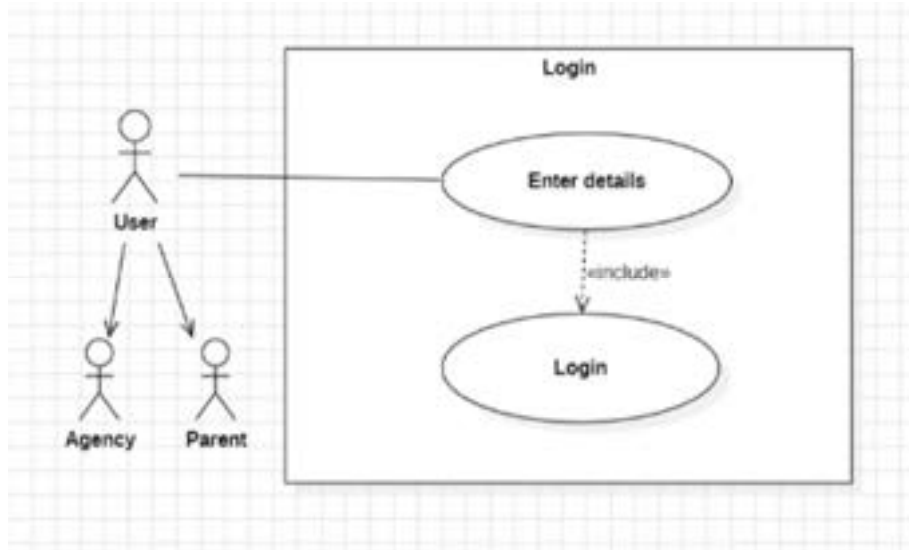 Login
Enter details
User
«include»
Login
Agency
Parent